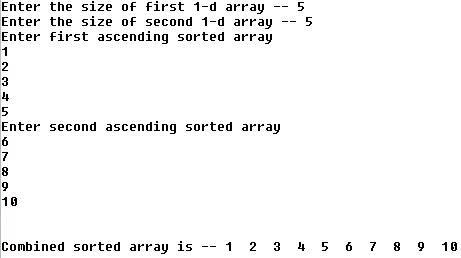 Enter the size of first 1-d array -- 5
Enter the size of second 1-d array -- 5
Enter first ascending sorted array
1
2
3
4
5
Enter second ascending sorted array
6
7
8
9
10
Combined sorted array is -- 1  2  3  4  5  6  7  8  9  10